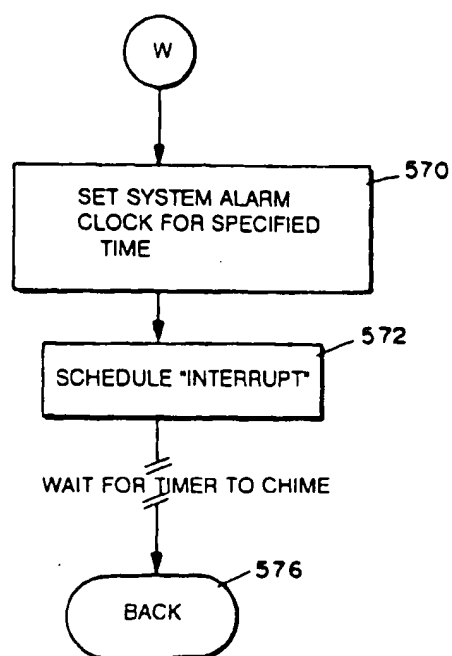 W
570
SET SYSTEM ALARM
CLOCK FOR SPECIFIED
TIME
572
SCHEDULE "INTERRUPT"
WAIT FOR TIMER TO CHIME
576
BACK